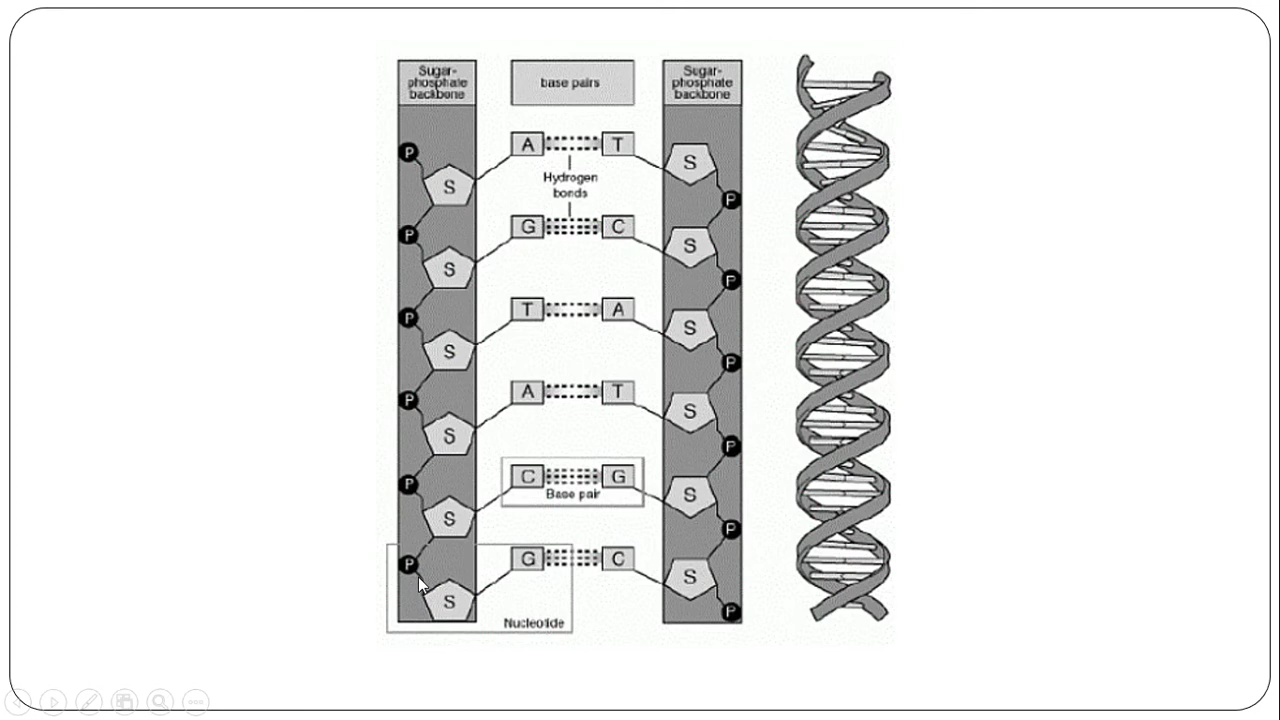 Sugar-
phosphate
backbone
base pairs
Sugar-
phosphate
backbone
P
A
T
S
S
Hydrogen
bonds
P
P
G
C
S
S
P
P
T
A
S
S
P
P
A
T
S
S
P
P
C
G
Base pair
S
S
P
P
G
C
S
S
P
Nucleotide